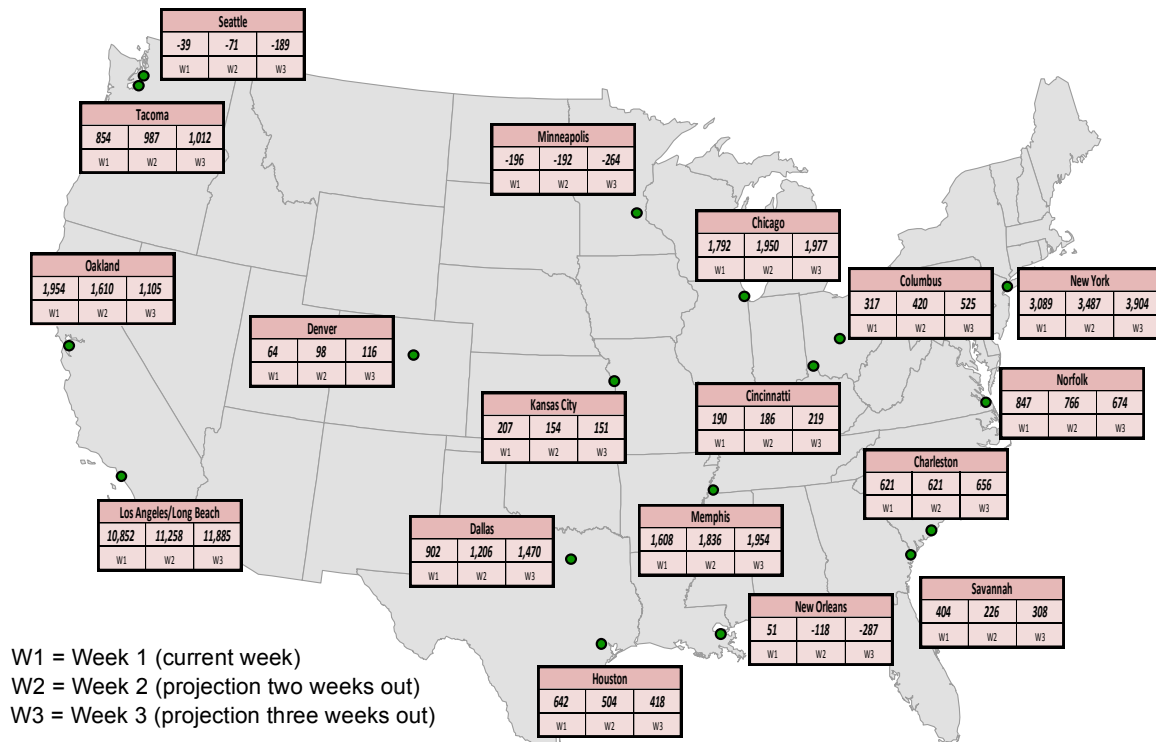 Seattle
-39 -71 -189
W1 W2 W3
Tacoma
854 987 1,012
W1 W2 W3
Minneapolis
-196 -192 -264
W1 W2 W3
Chicago
1,792 1,950 1,977
W1 W2 W3
Oakland
1,954 1,610 1,105
W1 W2 W3
Columbus
317 420 525
W1 W2 W3
New York
3,089 3,487 3,904
W1 W2 W3
Denver
64 98 116
W1 W2 W3
Norfolk
847 766 674
W1 W2 W3
Kansas City
207 154 151
W1 W2 W3
Cincinnatti
190 186 219
W1 W2 W3
Charleston
621 621 656
W1 W2 W3
Los Angeles/Long Beach
10,852 11,258 11,885
W1 W2 W3
Dallas
902 1,206 1,470
W1 W2 W3
Memphis
1,608 1,836 1,954
W1 W2 W3
Savannah
404 226 308
W1 W2 W3
New Orleans
51 -118 -287
W1 W2 W3
Houston
642 504 418
W1 W2 W3
W1 = Week 1 (current week)
W2 = Week 2 (projection two weeks out)
W3 = Week 3 (projection three weeks out)